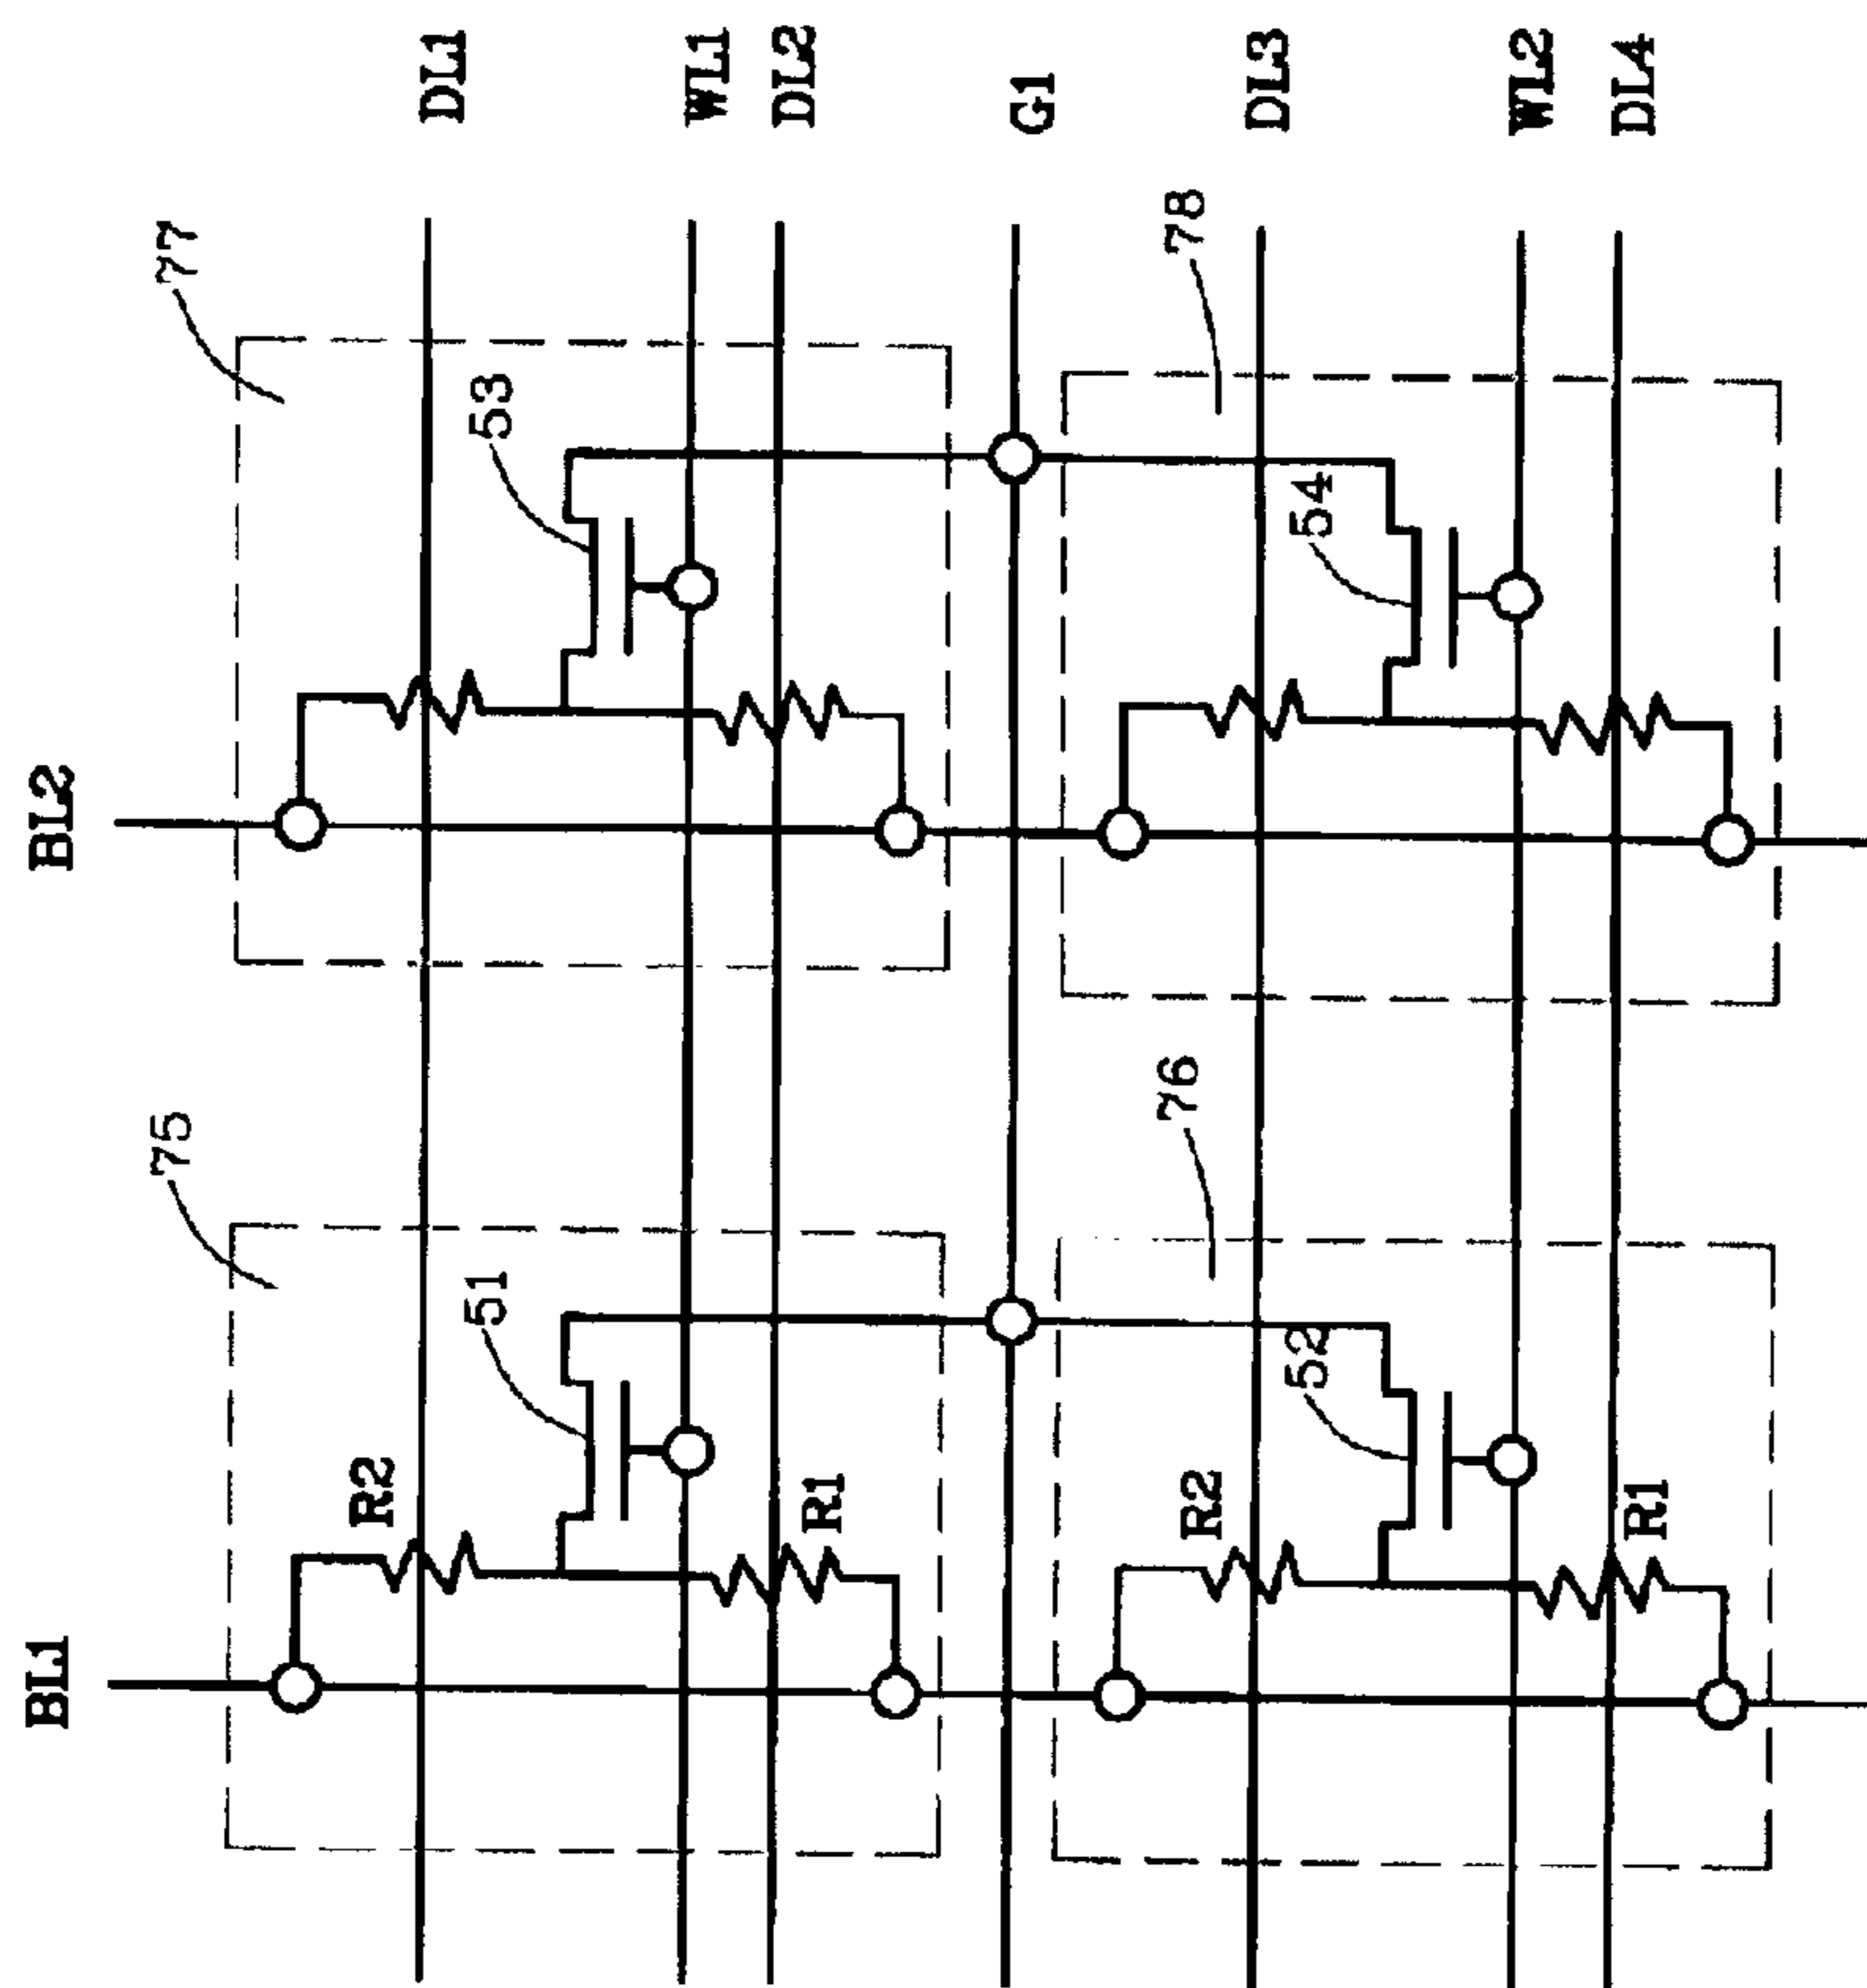 BL1 BL2
75 77
R2 DL1
51 53
WL1
R1 DL2
G1
76 78
R2 DL3
52 54
WL2
R1 DL4